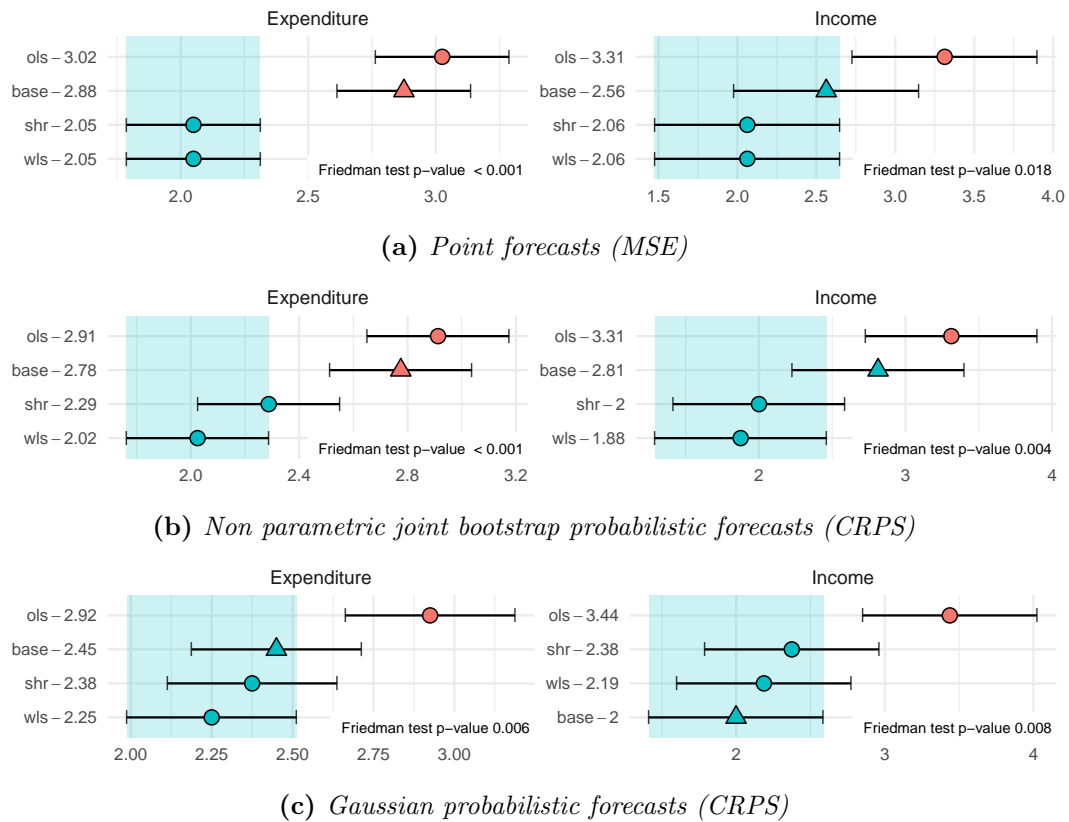 Expenditure
ols−3.02
base−2.88
shr−2.05
wls−2.05
Friedman test p−value < 0.001
2.0 2.5 3.0
Income
ols−3.31
base−2.56
shr−2.06
wls−2.06
Friedman test p−value 0.018
1.5 2.0 2.5 3.0 3.5 4.0
(a) Point forecasts (MSE)
Expenditure
ols−2.91
base−2.78
shr−2.29
wls−2.02
Friedman test p−value < 0.001
2.0 2.4 2.8 3.2
Income
ols−3.31
base−2.81
shr−2
wls−1.88
Friedman test p−value 0.004
2 3 4
(b) Non parametric joint bootstrap probabilistic forecasts (CRPS)
Expenditure
ols−2.92
base−2.45
shr−2.38
wls−2.25
Friedman test p−value 0.006
2.00 2.25 2.50 2.75 3.00
Income
ols−3.44
shr−2.38
wls−2.19
base−2
Friedman test p−value 0.008
2 3 4
(c) Gaussian probabilistic forecasts (CRPS)